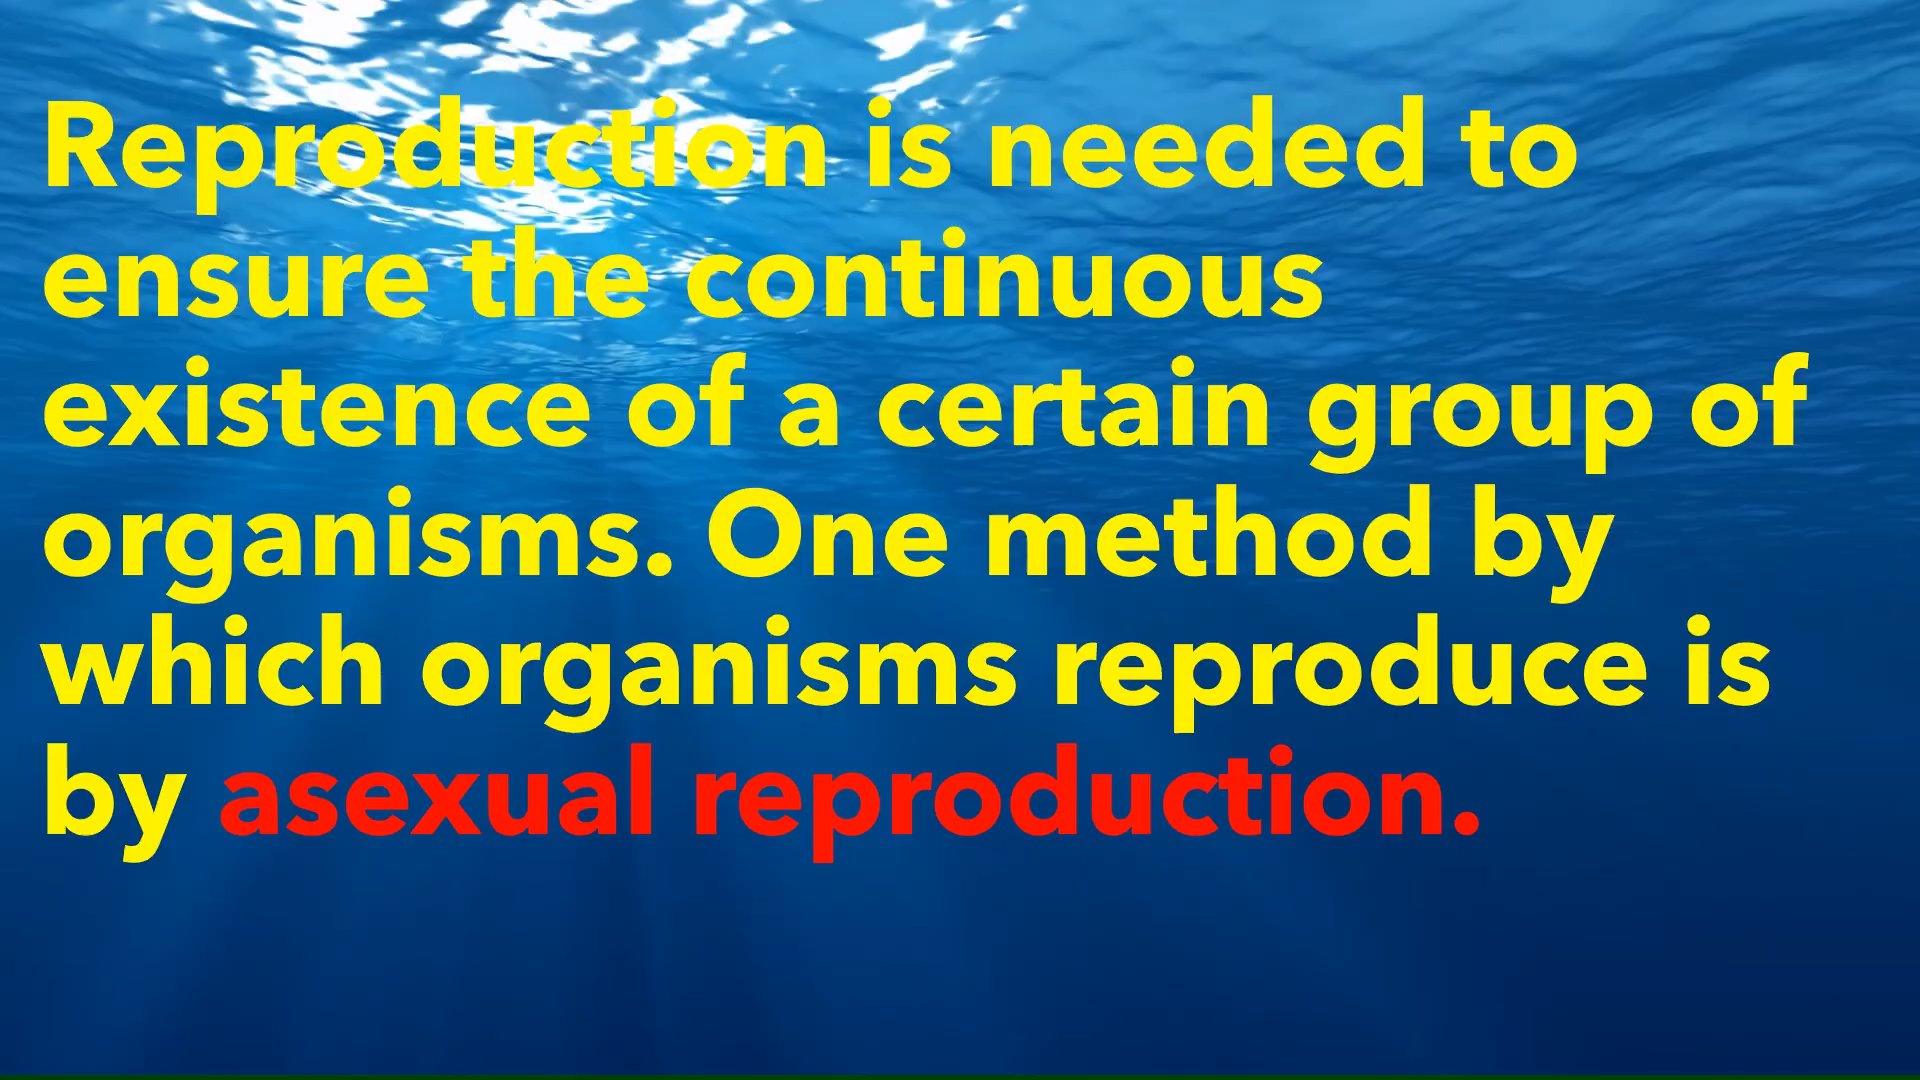 Reproduction is needed to
ensure the continuous
existence of a certain group of
organisms. One method by
which organisms reproduce is
by asexual reproduction.